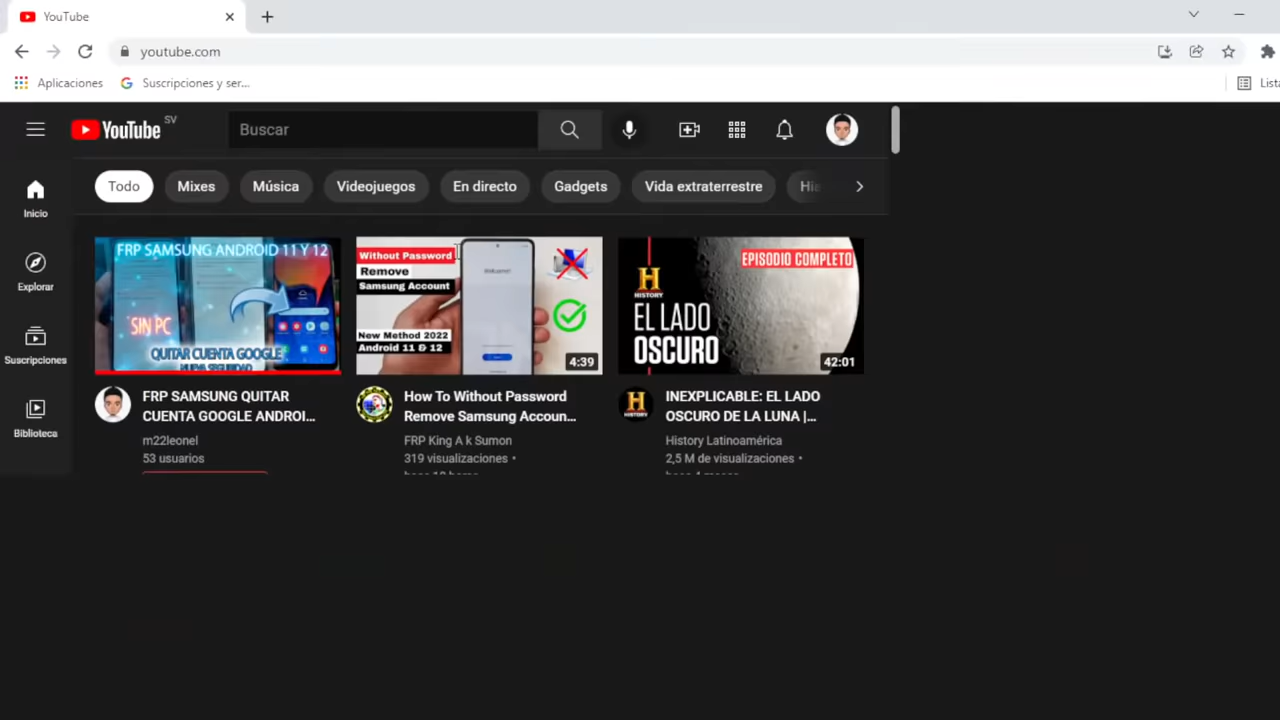 YouTube
youtube.com
Aplicaciones
Suscripciones y ser...
Lista
YouTube SV
Buscar
Todo
Mixes
Música
Videojuegos
En directo
Gadgets
Vida extraterrestre
Inicio
Explorar
Suscripciones
Biblioteca
FRP SAMSUNG ANDROID 11 Y 12
SIN PC
QUITAR CUENTA GOOGLE
NUEVA SEGURIDAD
Without Password
Remove
Samsung Account
New Method 2022
Android 11 & 12
4:39
H
HISTORY
EPISODIO COMPLETO
EL LADO
OSCURO
42:01
FRP SAMSUNG QUITAR
CUENTA GOOGLE ANDROI...
m22leonel
53 usuarios
How To Without Password
Remove Samsung Accoun...
FRP King A k Sumon
319 visualizaciones •
H
HISTORY
INEXPLICABLE: EL LADO
OSCURO DE LA LUNA |...
History Latinoamérica
2,5 M de visualizaciones •